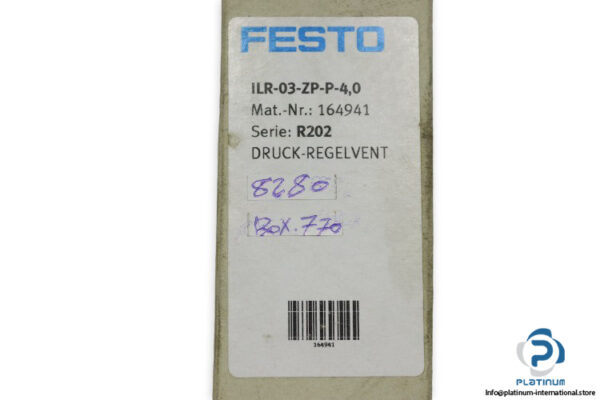 FESTO
ILR-03-ZP-P-4,0
Mat.-Nr.: 164941
Serie: R202
DRUCK-REGELVENT
8280
Box.770
164941
PLATINUM
Info@platinum-international.store